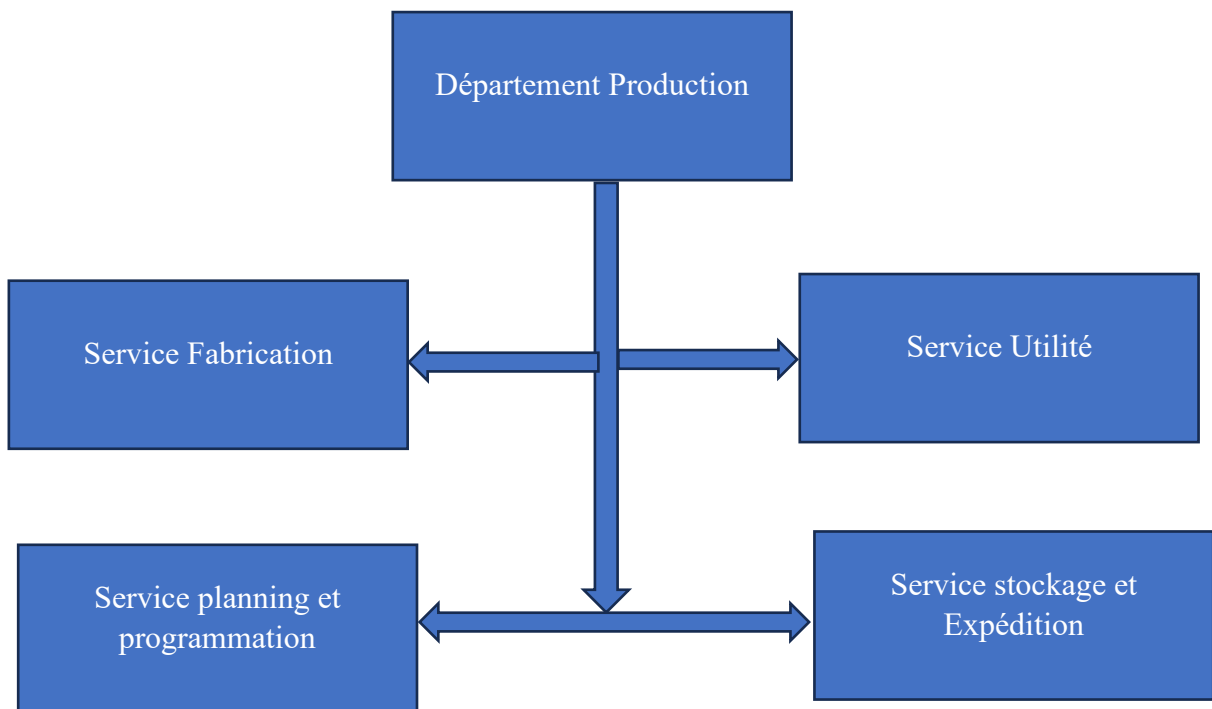 Département Production
Service Fabrication
Service Utilité
Service planning et
programmation
Service stockage et
Expédition